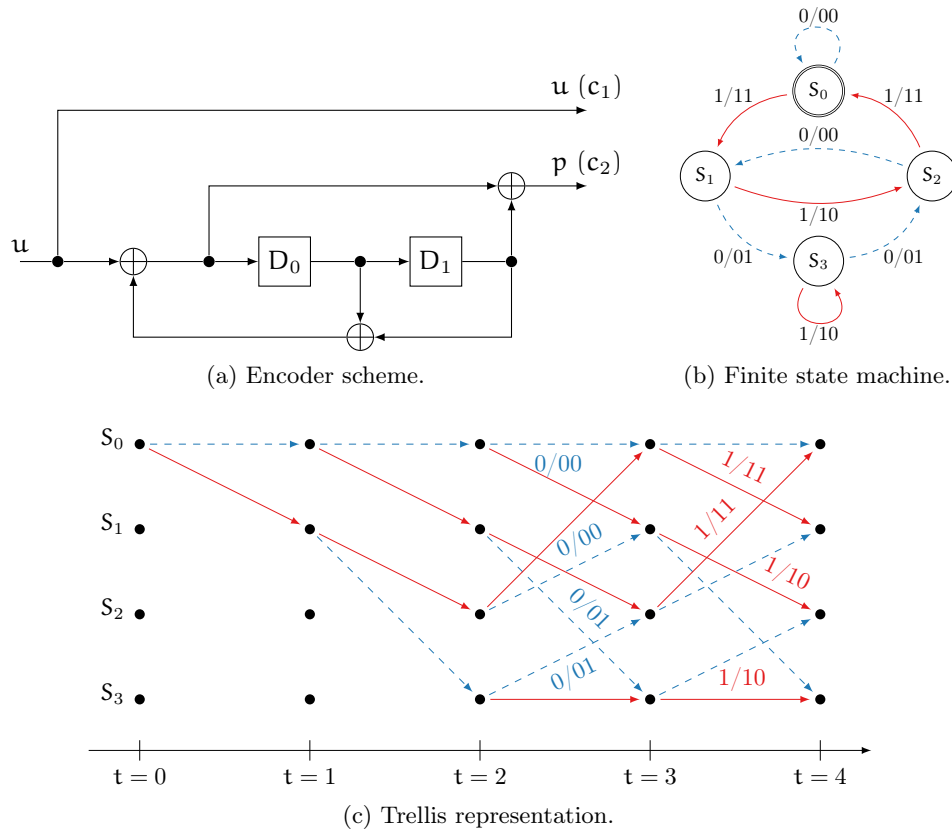 u (c1)
p (c2)
u
D0
D1
(a) Encoder scheme.
0/00
S0
1/11
1/11
0/00
S1
S2
1/10
0/01
0/01
S3
1/10
(b) Finite state machine.
S0
0/00
1/11
S1
0/00
1/11
1/10
S2
0/01
S3
0/01
1/10
t = 0
t = 1
t = 2
t = 3
t = 4
(c) Trellis representation.